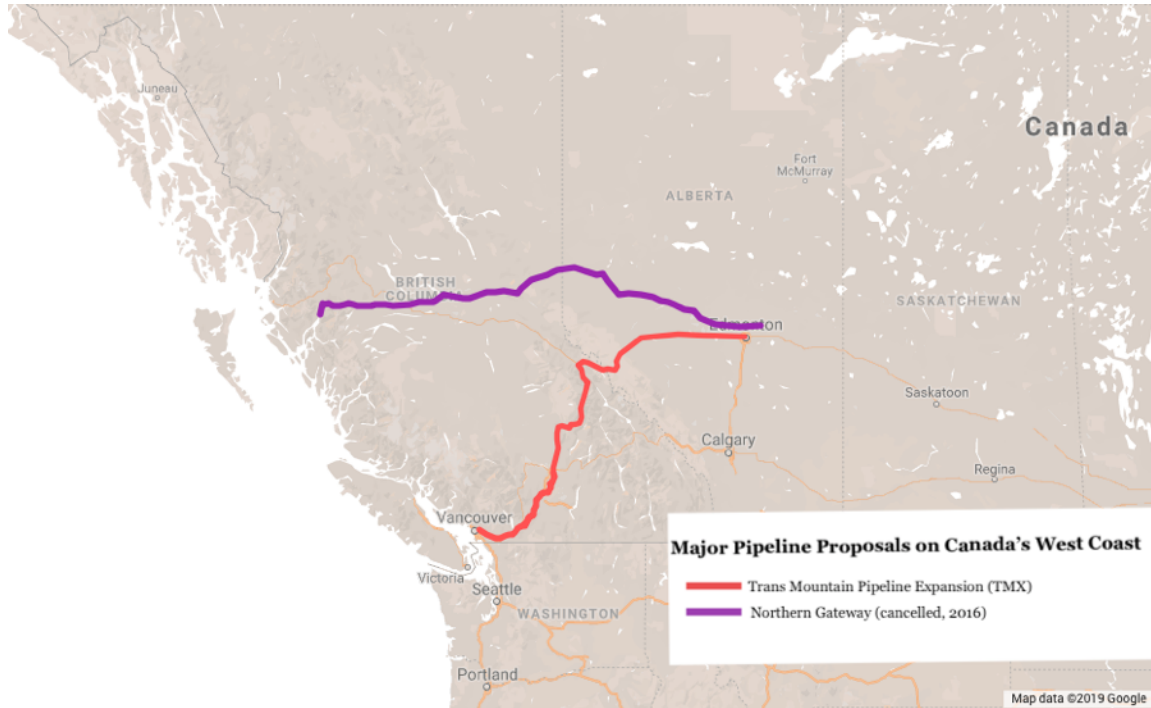 Juneau
Canada
Fort
McMurray
ALBERTA
BRITISH
COLUMBIA
SASKATCHEWAN
Edmonton
Saskatoon
Calgary
Regina
Vancouver
Victoria
Seattle
WASHINGTON
Portland
Major Pipeline Proposals on Canada's West Coast
Trans Mountain Pipeline Expansion (TMX)
Northern Gateway (cancelled, 2016)
Map data ©2019 Google